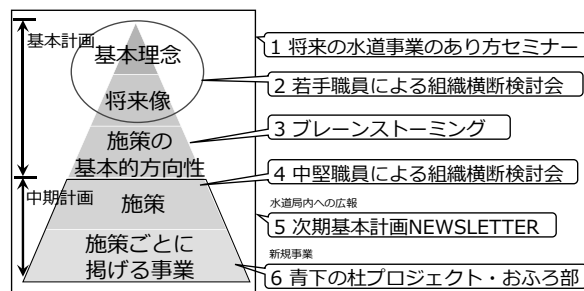 基本計画
基本理念
将来像
施策の
基本的方向性
中期計画
施策
施策ごとに
掲げる事業
1 将来の水道事業のあり方セミナー
2 若手職員による組織横断検討会
3 ブレーンストーミング
4 中堅職員による組織横断検討会
水道局内への広報
5 次期基本計画NEWSLETTER
新規事業
6 青下の杜プロジェクト・おふろ部